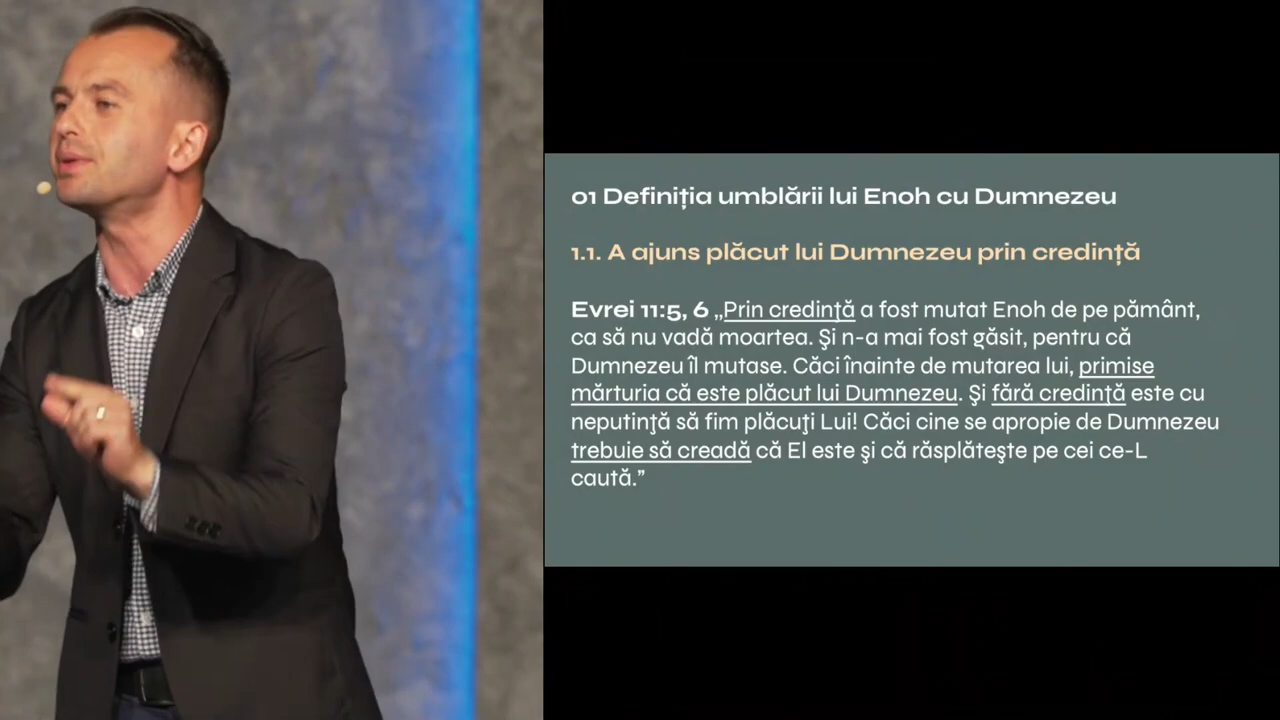 01 Definiția umblării lui Enoh cu Dumnezeu
1.1. A ajuns plăcut lui Dumnezeu prin credință
Evrei 11:5, 6 „Prin credinţă a fost mutat Enoh de pe pământ,
ca să nu vadă moartea. Şi n-a mai fost găsit, pentru că
Dumnezeu îl mutase. Căci înainte de mutarea lui, primise
mărturia că este plăcut lui Dumnezeu. Şi fără credinţă este cu
neputinţă să fim plăcuţi Lui! Căci cine se apropie de Dumnezeu
trebuie să creadă că El este şi că răsplăteşte pe cei ce-L
caută.”